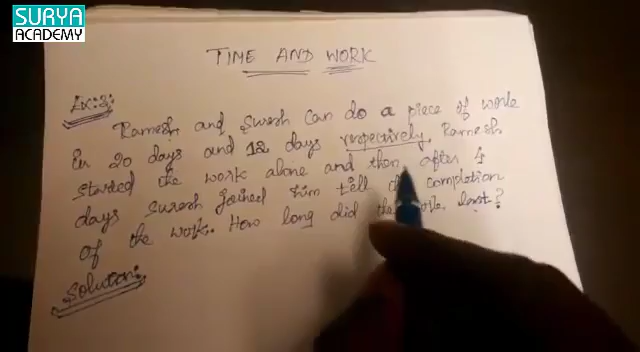 SURYA
ACADEMY
TIME AND WORK
Ex:2:
Ramesh and Suresh can do a piece of work
in 20 days and 12 days respectively. Ramesh
started the work alone and then after 4
days Suresh joined him till the completion
of the work. How long did the work last?
Solution: